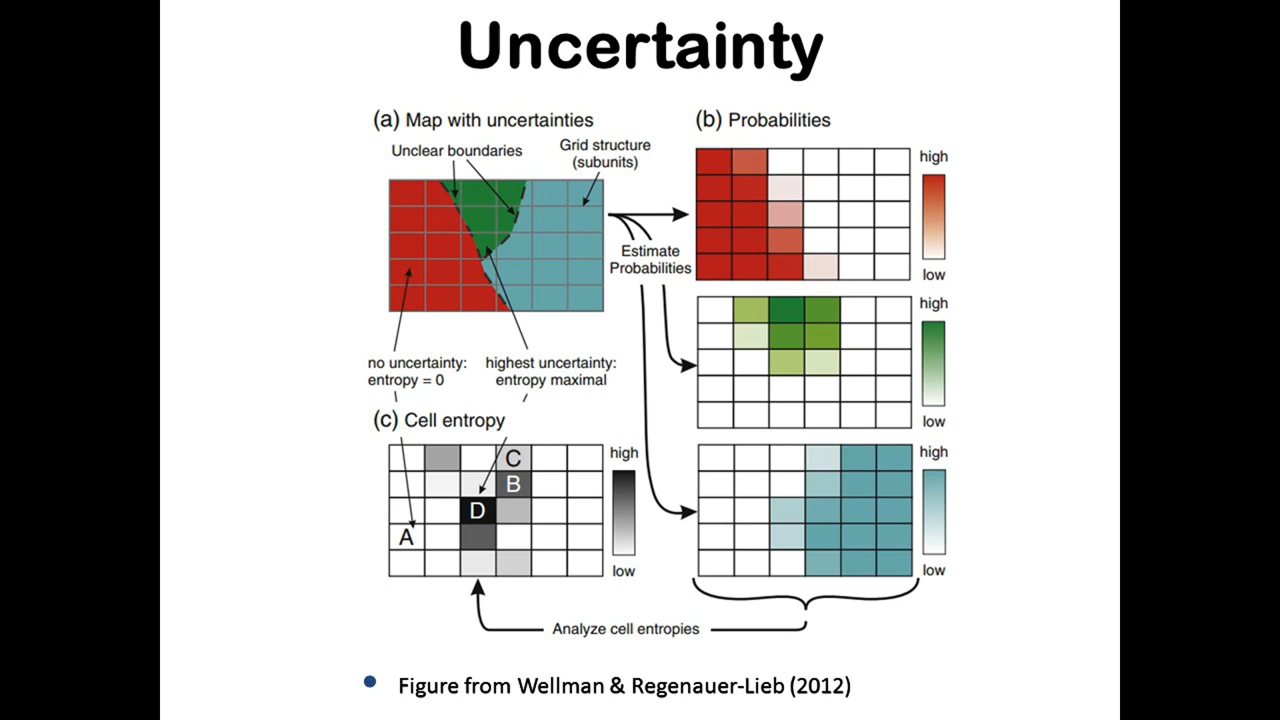 Uncertainty
(a) Map with uncertainties
Unclear boundaries
Grid structure
(subunits)
no uncertainty:
entropy = 0
highest uncertainty:
entropy maximal
Estimate
Probabilities
(b) Probabilities
high
low
high
low
high
low
(c) Cell entropy
C
B
D
A
high
low
Analyze cell entropies
• Figure from Wellman & Regenauer-Lieb (2012)